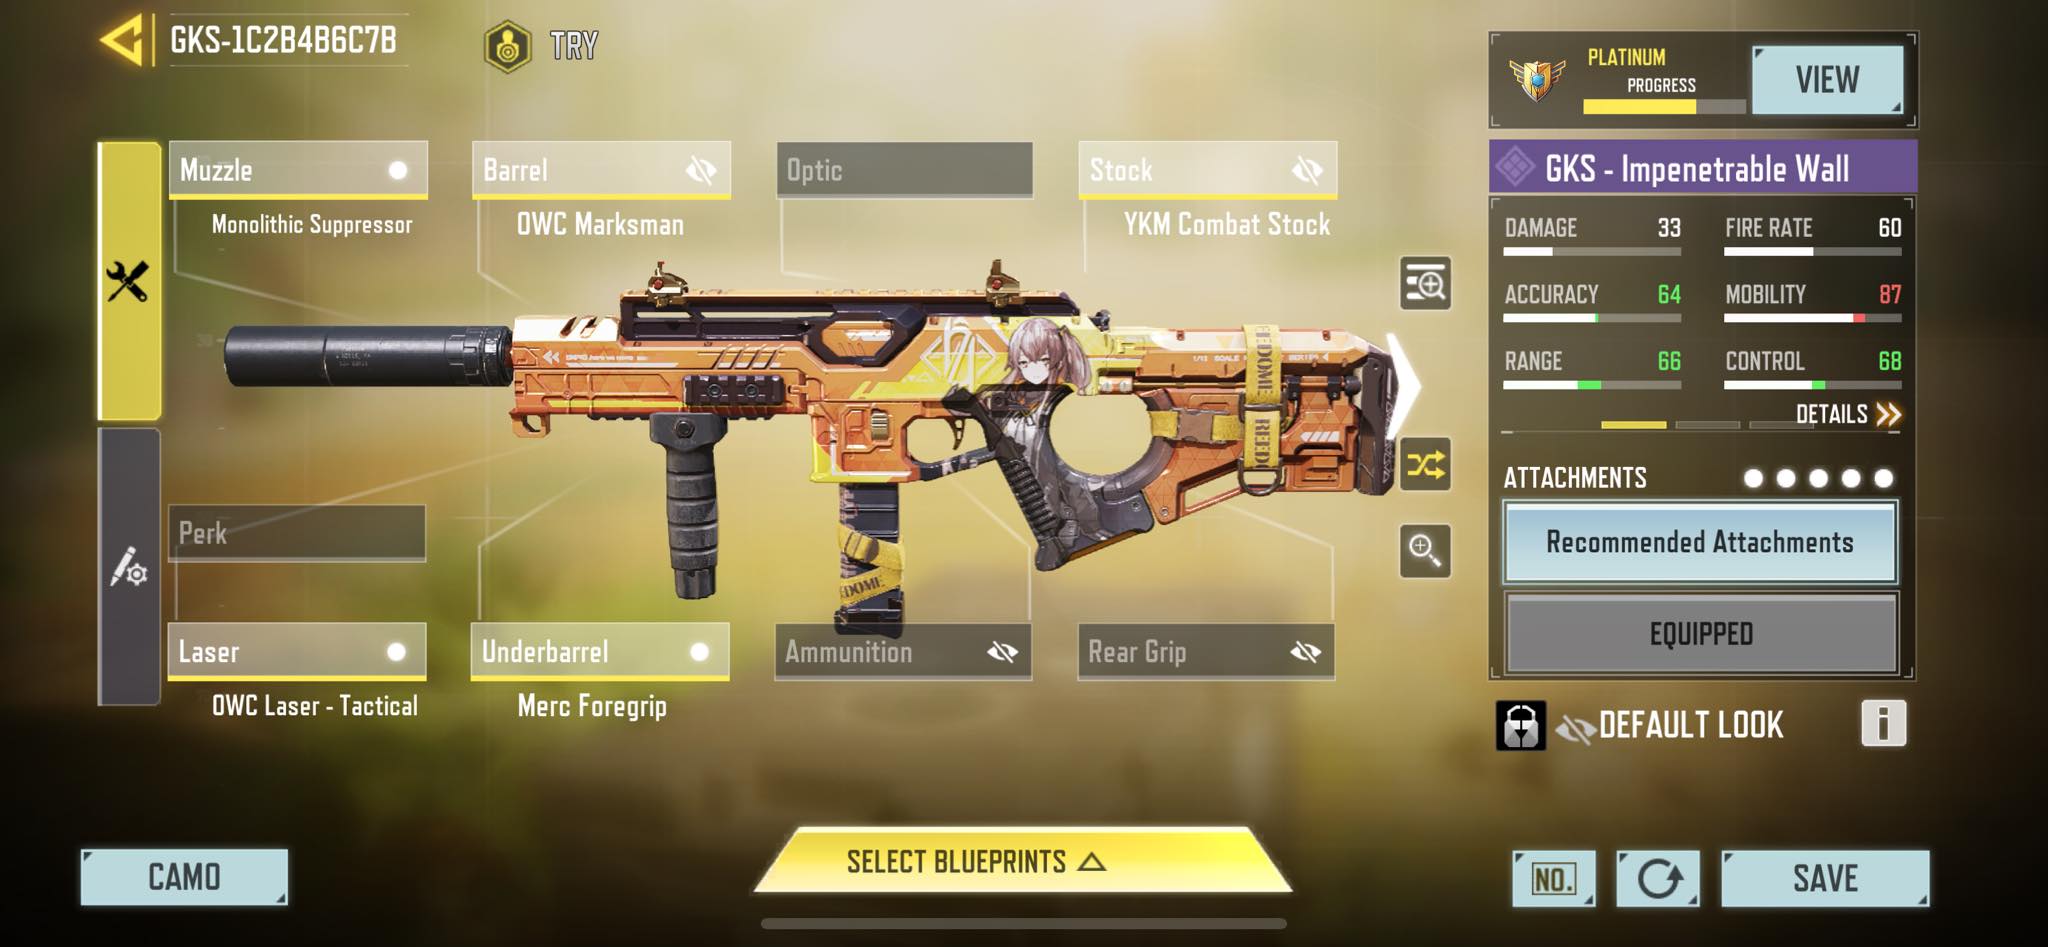 GKS-1C2B4B6C7B
TRY
PLATINUM
PROGRESS
VIEW
Muzzle
Monolithic Suppressor
Barrel
OWC Marksman
Optic
Stock
YKM Combat Stock
GKS - Impenetrable Wall
DAMAGE 33
FIRE RATE 60
ACCURACY 64
MOBILITY 87
RANGE 66
CONTROL 68
DETAILS
ATTACHMENTS
Recommended Attachments
EQUIPPED
Perk
Laser
OWC Laser - Tactical
Underbarrel
Merc Foregrip
Ammunition
Rear Grip
DEFAULT LOOK
i
CAMO
SELECT BLUEPRINTS
NO.
SAVE